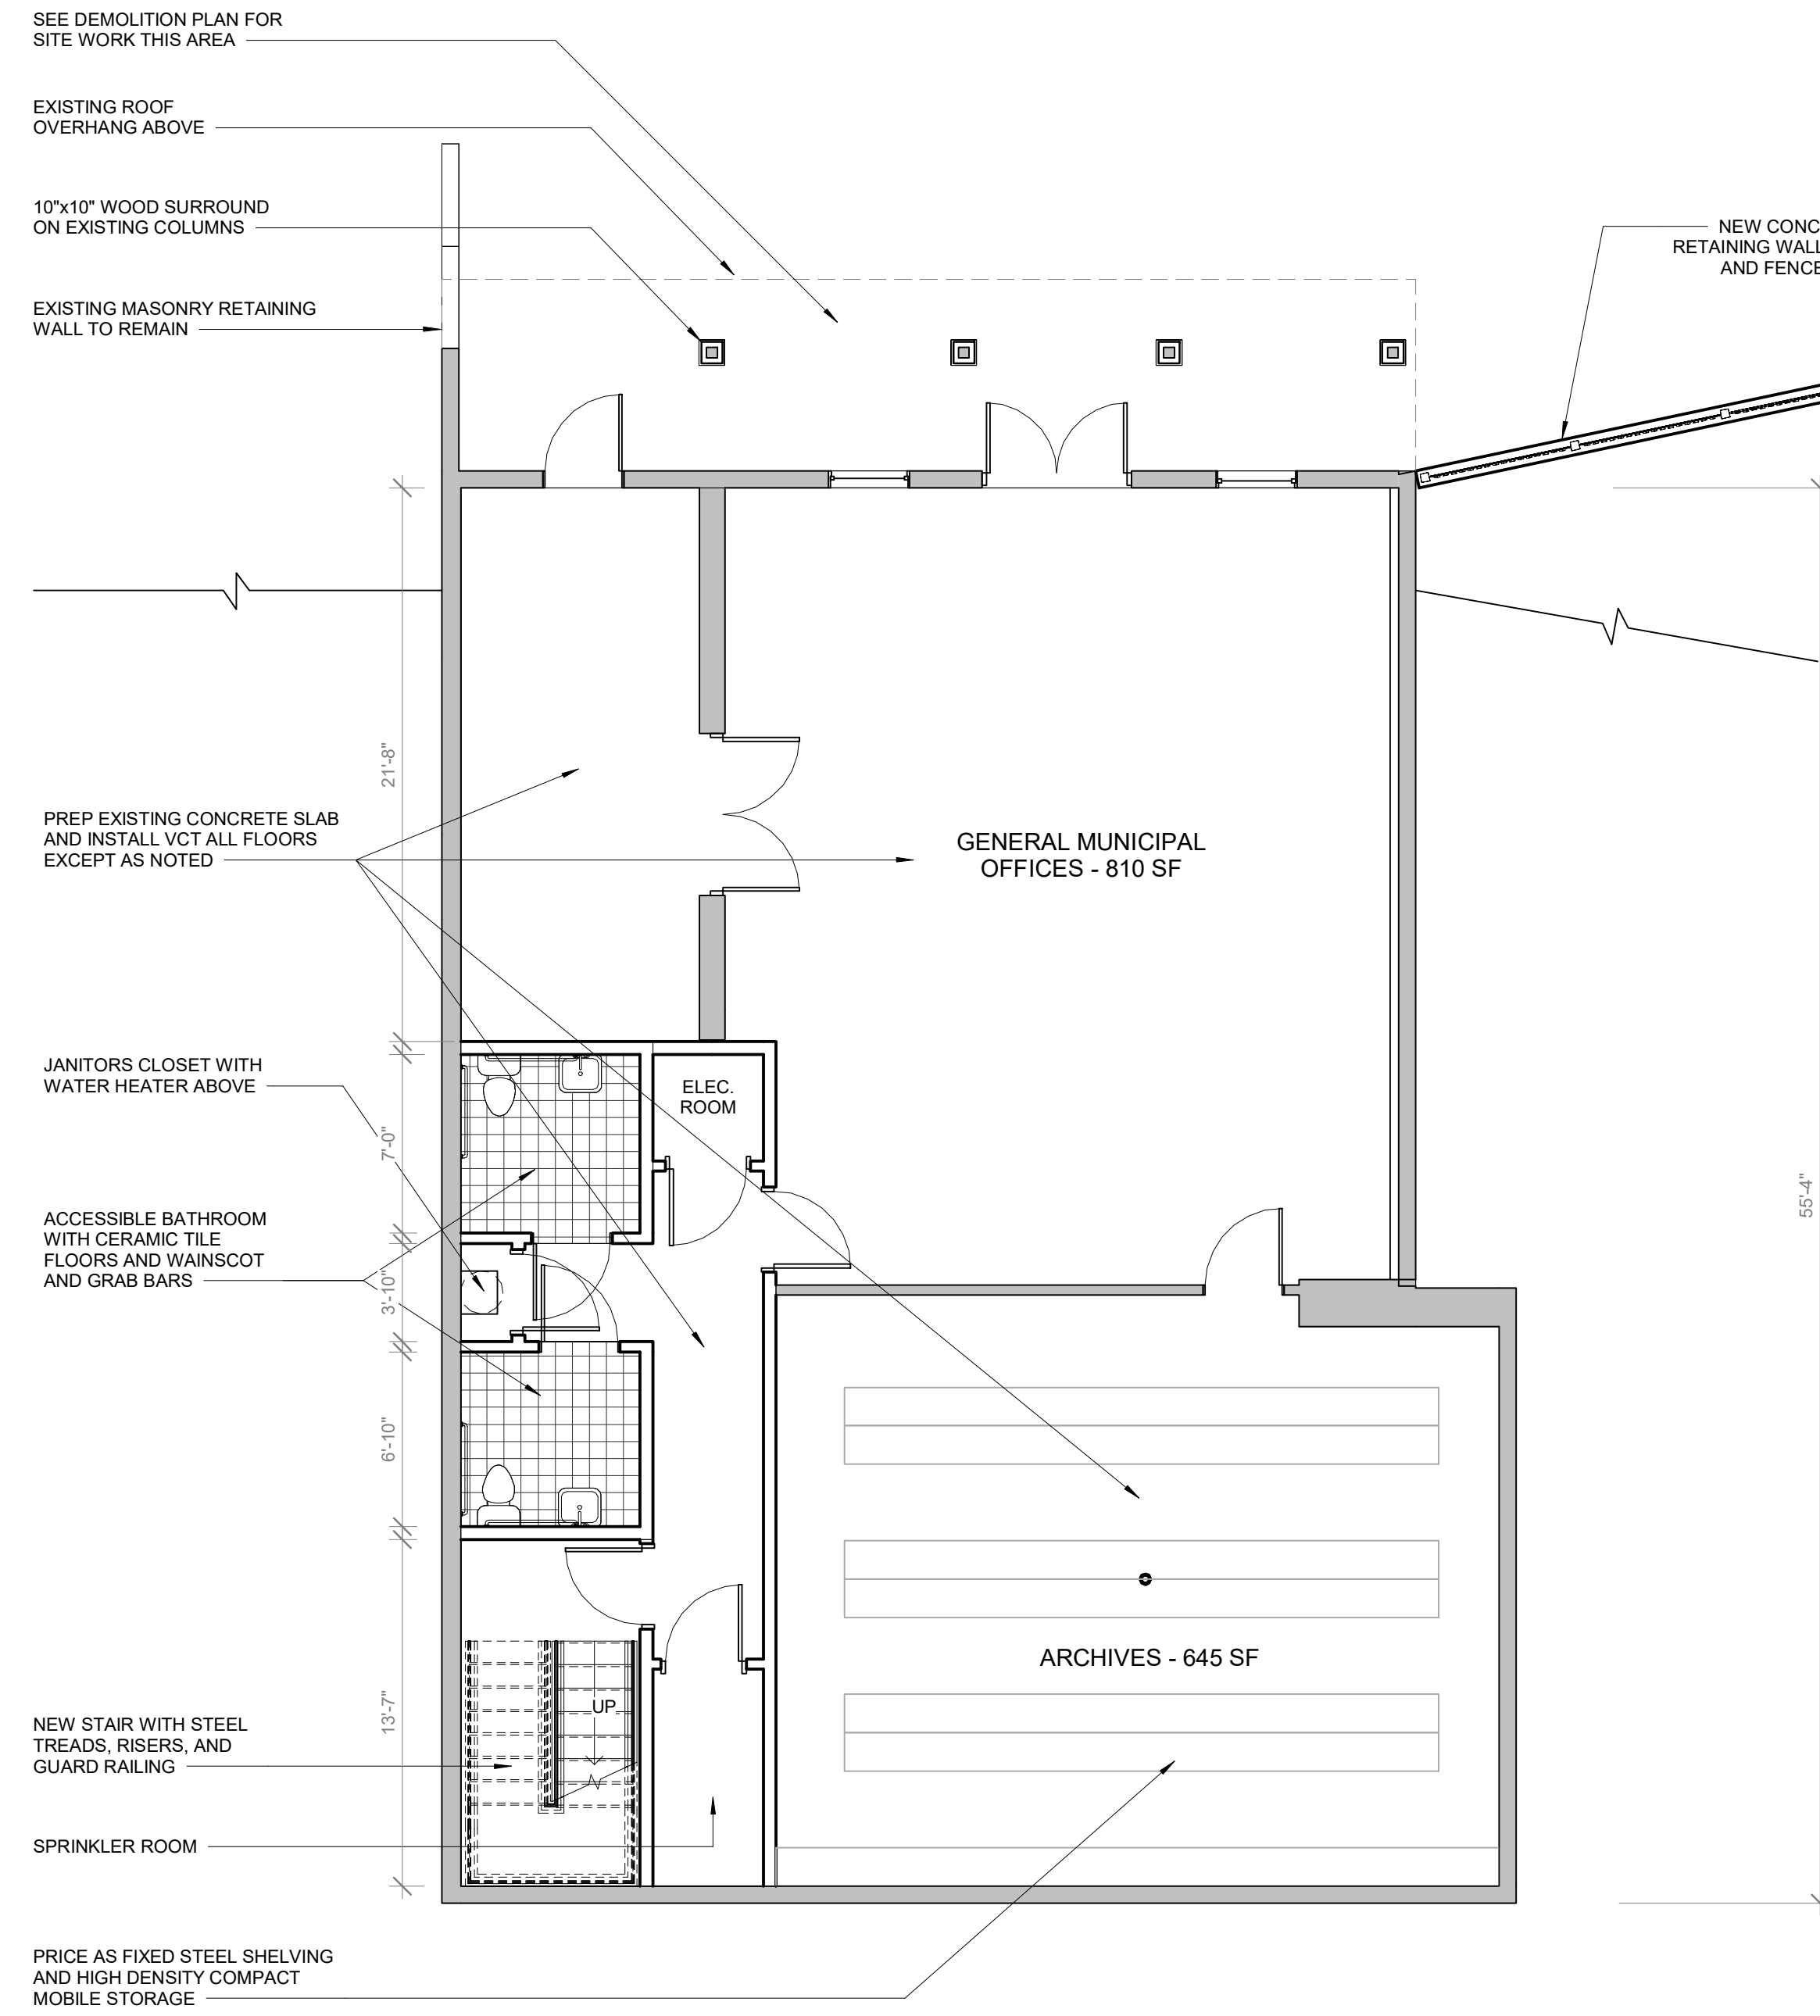 SEE DEMOLITION PLAN FOR
SITE WORK THIS AREA
EXISTING ROOF
OVERHANG ABOVE
10"x10" WOOD SURROUND
ON EXISTING COLUMNS
NEW CONC
RETAINING WALL
AND FENCE
EXISTING MASONRY RETAINING
WALL TO REMAIN
21'-8"
PREP EXISTING CONCRETE SLAB
AND INSTALL VCT ALL FLOORS
EXCEPT AS NOTED
GENERAL MUNICIPAL
OFFICES - 810 SF
JANITORS CLOSET WITH
WATER HEATER ABOVE
ELEC.
ROOM
7'-0"
55'-4"
ACCESSIBLE BATHROOM
WITH CERAMIC TILE
FLOORS AND WAINSCOT
AND GRAB BARS
3'-10"
6'-10"
ARCHIVES - 645 SF
13'-7"
UP
NEW STAIR WITH STEEL
TREADS, RISERS, AND
GUARD RAILING
SPRINKLER ROOM
PRICE AS FIXED STEEL SHELVING
AND HIGH DENSITY COMPACT
MOBILE STORAGE